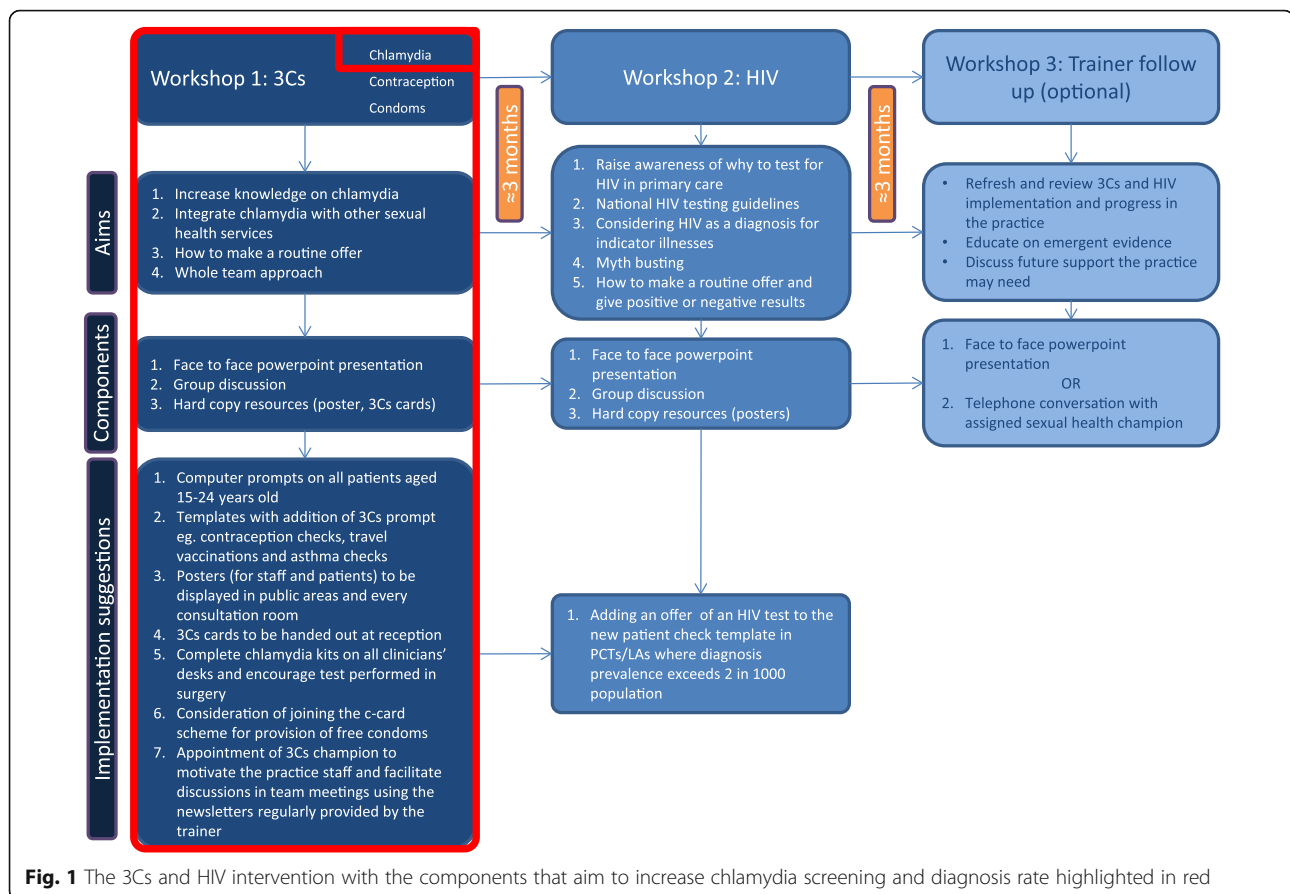 Workshop 1: 3Cs
Chlamydia
Contraception
Condoms
≈3 months
Workshop 2: HIV
≈3 months
Workshop 3: Trainer follow
up (optional)
Aims
1. Increase knowledge on chlamydia
2. Integrate chlamydia with other sexual
health services
3. How to make a routine offer
4. Whole team approach
1. Raise awareness of why to test for
HIV in primary care
2. National HIV testing guidelines
3. Considering HIV as a diagnosis for
indicator illnesses
4. Myth busting
5. How to make a routine offer and
give positive or negative results
• Refresh and review 3Cs and HIV
implementation and progress in
the practice
• Educate on emergent evidence
• Discuss future support the practice
may need
Components
1. Face to face powerpoint presentation
2. Group discussion
3. Hard copy resources (poster, 3Cs cards)
1. Face to face powerpoint
presentation
2. Group discussion
3. Hard copy resources (posters)
1. Face to face powerpoint
presentation
OR
2. Telephone conversation with
assigned sexual health champion
Implementation suggestions
1. Computer prompts on all patients aged
15-24 years old
2. Templates with addition of 3Cs prompt
eg. contraception checks, travel
vaccinations and asthma checks
3. Posters (for staff and patients) to be
displayed in public areas and every
consultation room
4. 3Cs cards to be handed out at reception
5. Complete chlamydia kits on all clinicians’
desks and encourage test performed in
surgery
6. Consideration of joining the c-card
scheme for provision of free condoms
7. Appointment of 3Cs champion to
motivate the practice staff and facilitate
discussions in team meetings using the
newsletters regularly provided by the
trainer
1. Adding an offer of an HIV test to the
new patient check template in
PCTs/LAs where diagnosis
prevalence exceeds 2 in 1000
population
Fig. 1 The 3Cs and HIV intervention with the components that aim to increase chlamydia screening and diagnosis rate highlighted in red